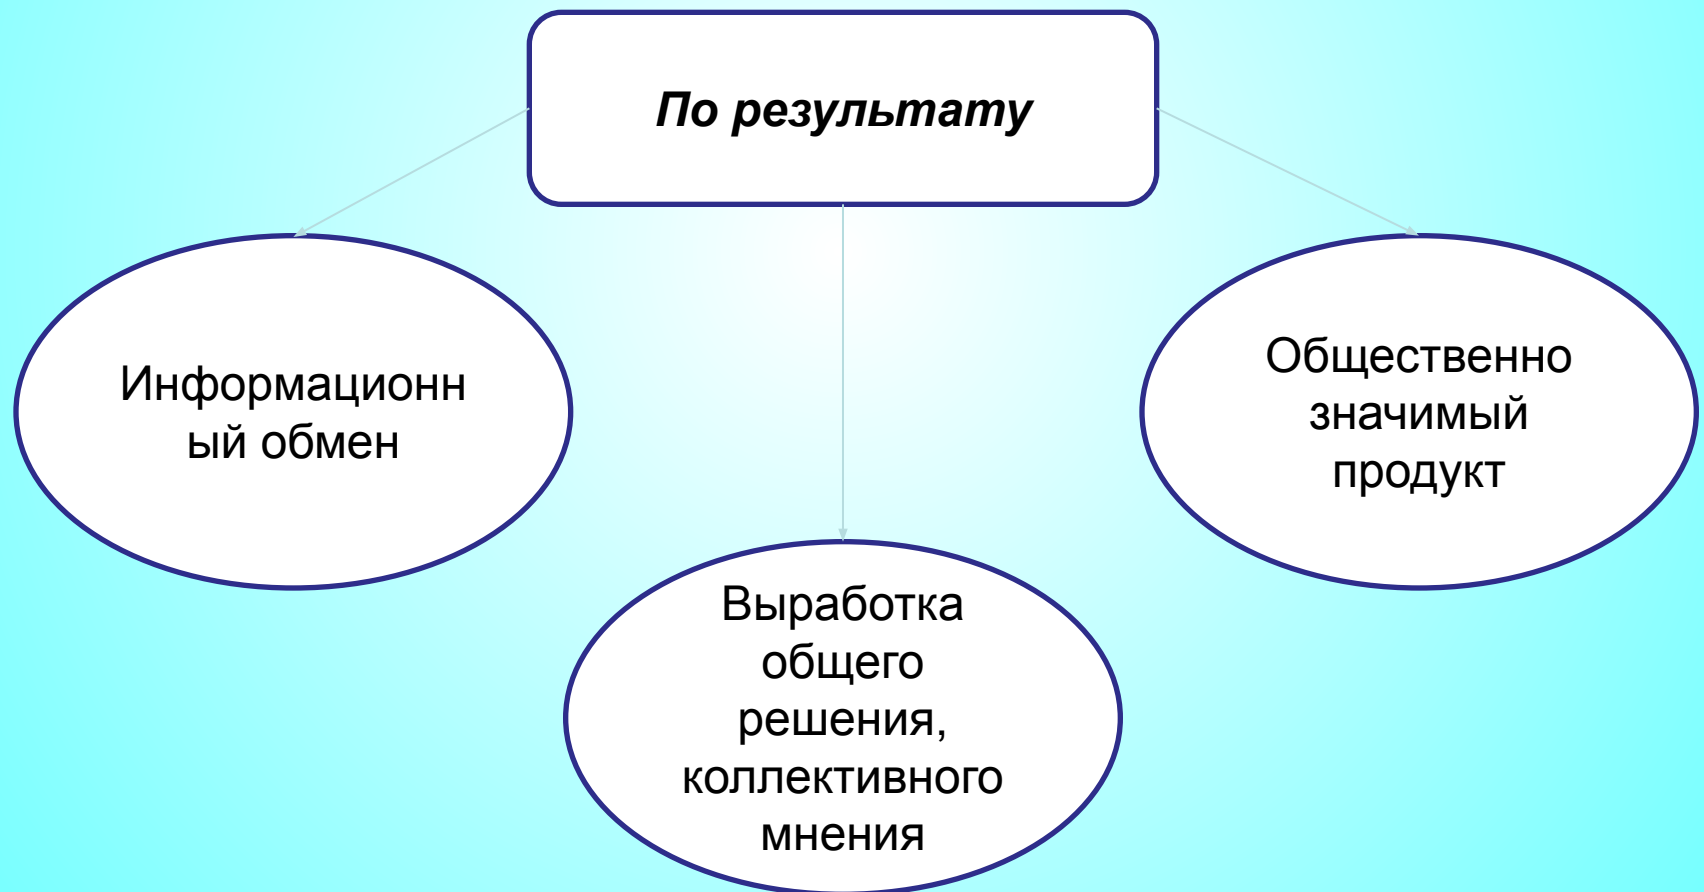 По результату
Информационн
ый обмен
Общественно
значимый
продукт
Выработка
общего
решения,
коллективного
мнения